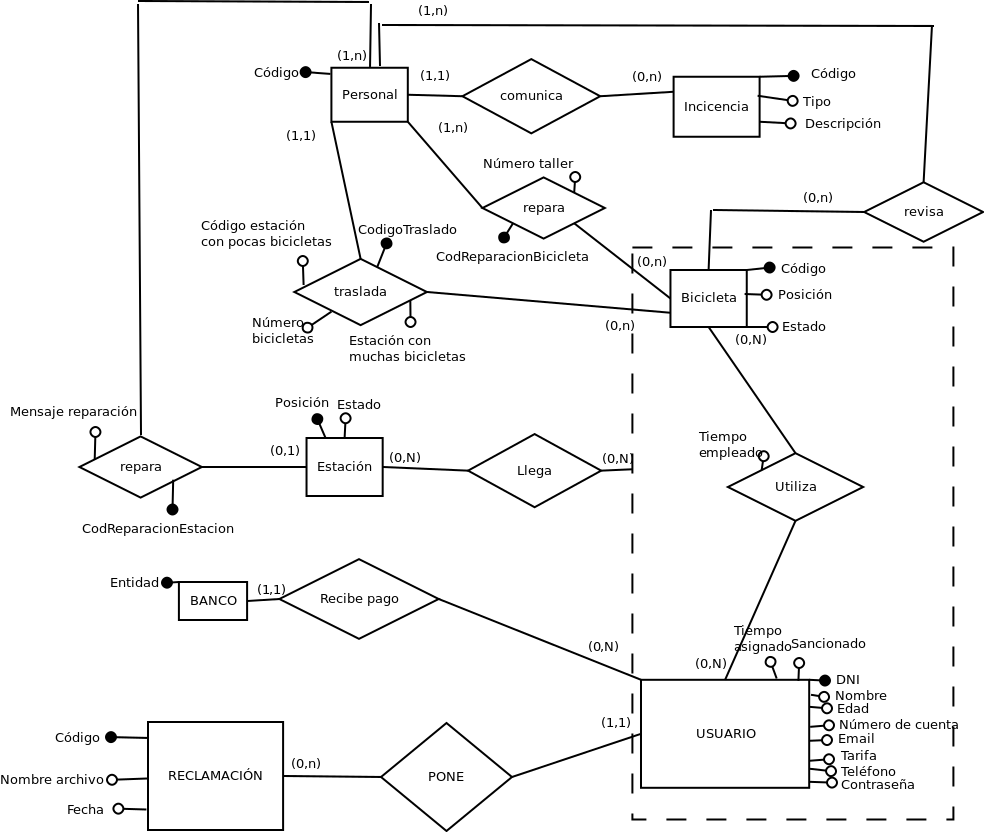 (1,n)
(1,n)
Código
Personal
(1,1)
comunica
(0,n)
Incicencia
Código
Tipo
Descripción
(1,1)
(1,n)
Número taller
repara
CodReparacionBicicleta
(0,n)
revisa
Código estación
con pocas bicicletas
CodigoTraslado
traslada
Número
bicicletas
Estación con
muchas bicicletas
(0,n)
(0,n)
Bicicleta
Código
Posición
Estado
(0,N)
Mensaje reparación
repara
CodReparacionEstacion
(0,1)
Posición
Estado
Estación
(0,N)
Llega
(0,N)
Tiempo
empleado
Utiliza
Entidad
BANCO
(1,1)
Recibe pago
(0,N)
(0,N)
Tiempo
asignado
Sancionado
USUARIO
DNI
Nombre
Edad
Número de cuenta
Email
Tarifa
Teléfono
Contraseña
(1,1)
Código
Nombre archivo
Fecha
RECLAMACIÓN
(0,n)
PONE